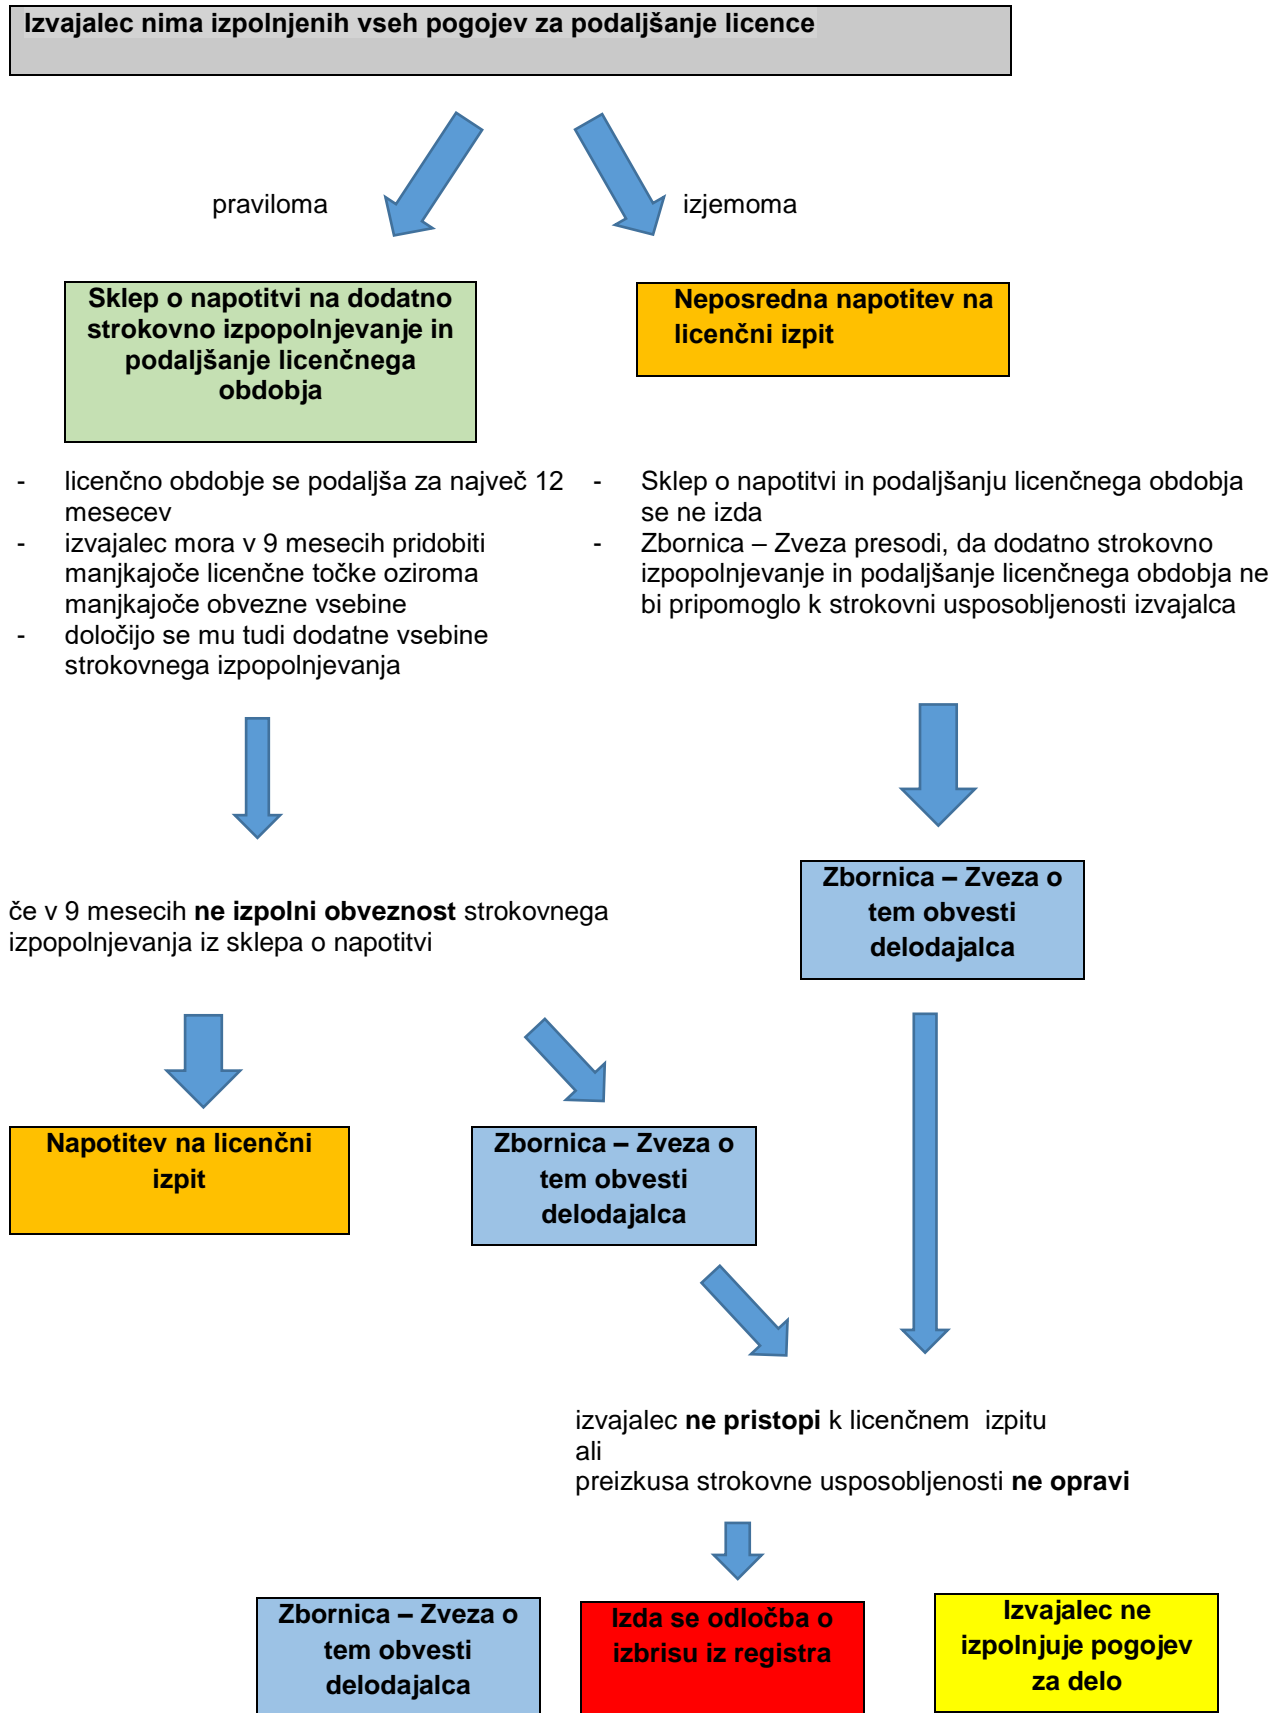 Izvajalec nima izpolnjenih vseh pogojev za podaljšanje licence
praviloma
izjemoma
Sklep o napotitvi na dodatno
strokovno izpopolnjevanje in
podaljšanje licenčnega
obdobja
Neposredna napotitev na
licenčni izpit
- licenčno obdobje se podaljša za največ 12
mesecev
- izvajalec mora v 9 mesecih pridobiti
manjkajoče licenčne točke oziroma
manjkajoče obvezne vsebine
- določijo se mu tudi dodatne vsebine
strokovnega izpopolnjevanja
- Sklep o napotitvi in podaljšanju licenčnega obdobja
se ne izda
- Zbornica – Zveza presodi, da dodatno strokovno
izpopolnjevanje in podaljšanje licenčnega obdobja ne
bi pripomoglo k strokovni usposobljenosti izvajalca
Zbornica – Zveza o
tem obvesti
delodajalca
če v 9 mesecih ne izpolni obveznost strokovnega
izpopolnjevanja iz sklepa o napotitvi
Napotitev na licenčni
izpit
Zbornica – Zveza o
tem obvesti
delodajalca
izvajalec ne pristopi k licenčnem izpitu
ali
preizkusa strokovne usposobljenosti ne opravi
Zbornica – Zveza o
tem obvesti
delodajalca
Izda se odločba o
izbrisu iz registra
Izvajalec ne
izpolnjuje pogojev
za delo